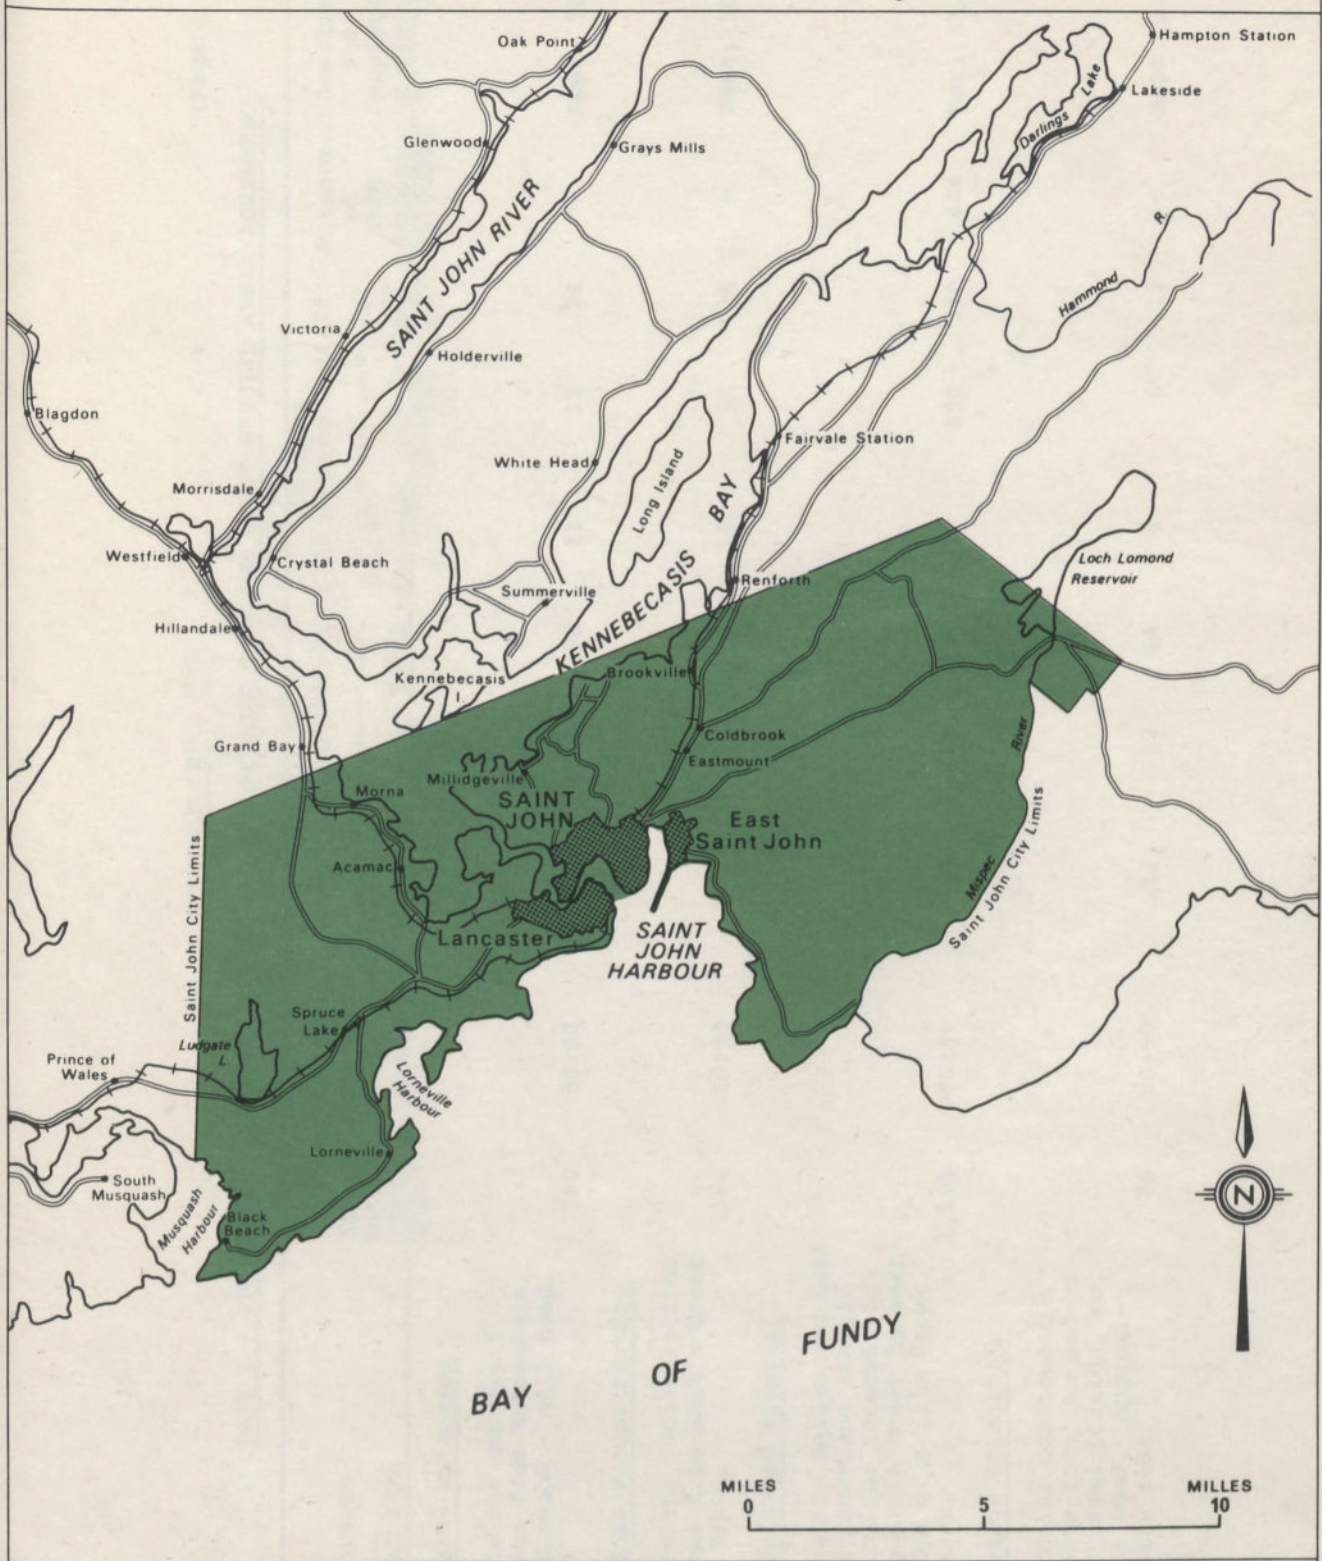 Oak Point
Hampton Station
Lake
Lakeside
Darlings
Glenwood
Grays Mills
SAINT JOHN RIVER
R.
Hammond
Victoria
Holderville
Blagdon
Fairvale Station
White Head
Long Island
Morrisdale
BAY
Westfield
Crystal Beach
Loch Lomond
Reservoir
Summerville
Renforth
KENNEBECASIS
Hillandale
Kennebecasis
I.
Brookville
Grand Bay
Coldbrook
River
Eastmount
Millidgeville
Morna
SAINT
JOHN
East
Saint John
Acamac
Mispec
Saint John City Limits
Saint John City Limits
Lancaster
SAINT
JOHN
HARBOUR
Spruce
Lake
Ludgate
L.
Prince of
Wales
Lorneville
Harbour
Lorneville
South
Musquash
Musquash
Harbour
Black
Beach
N
BAY OF FUNDY
MILES MILLES
0 5 10